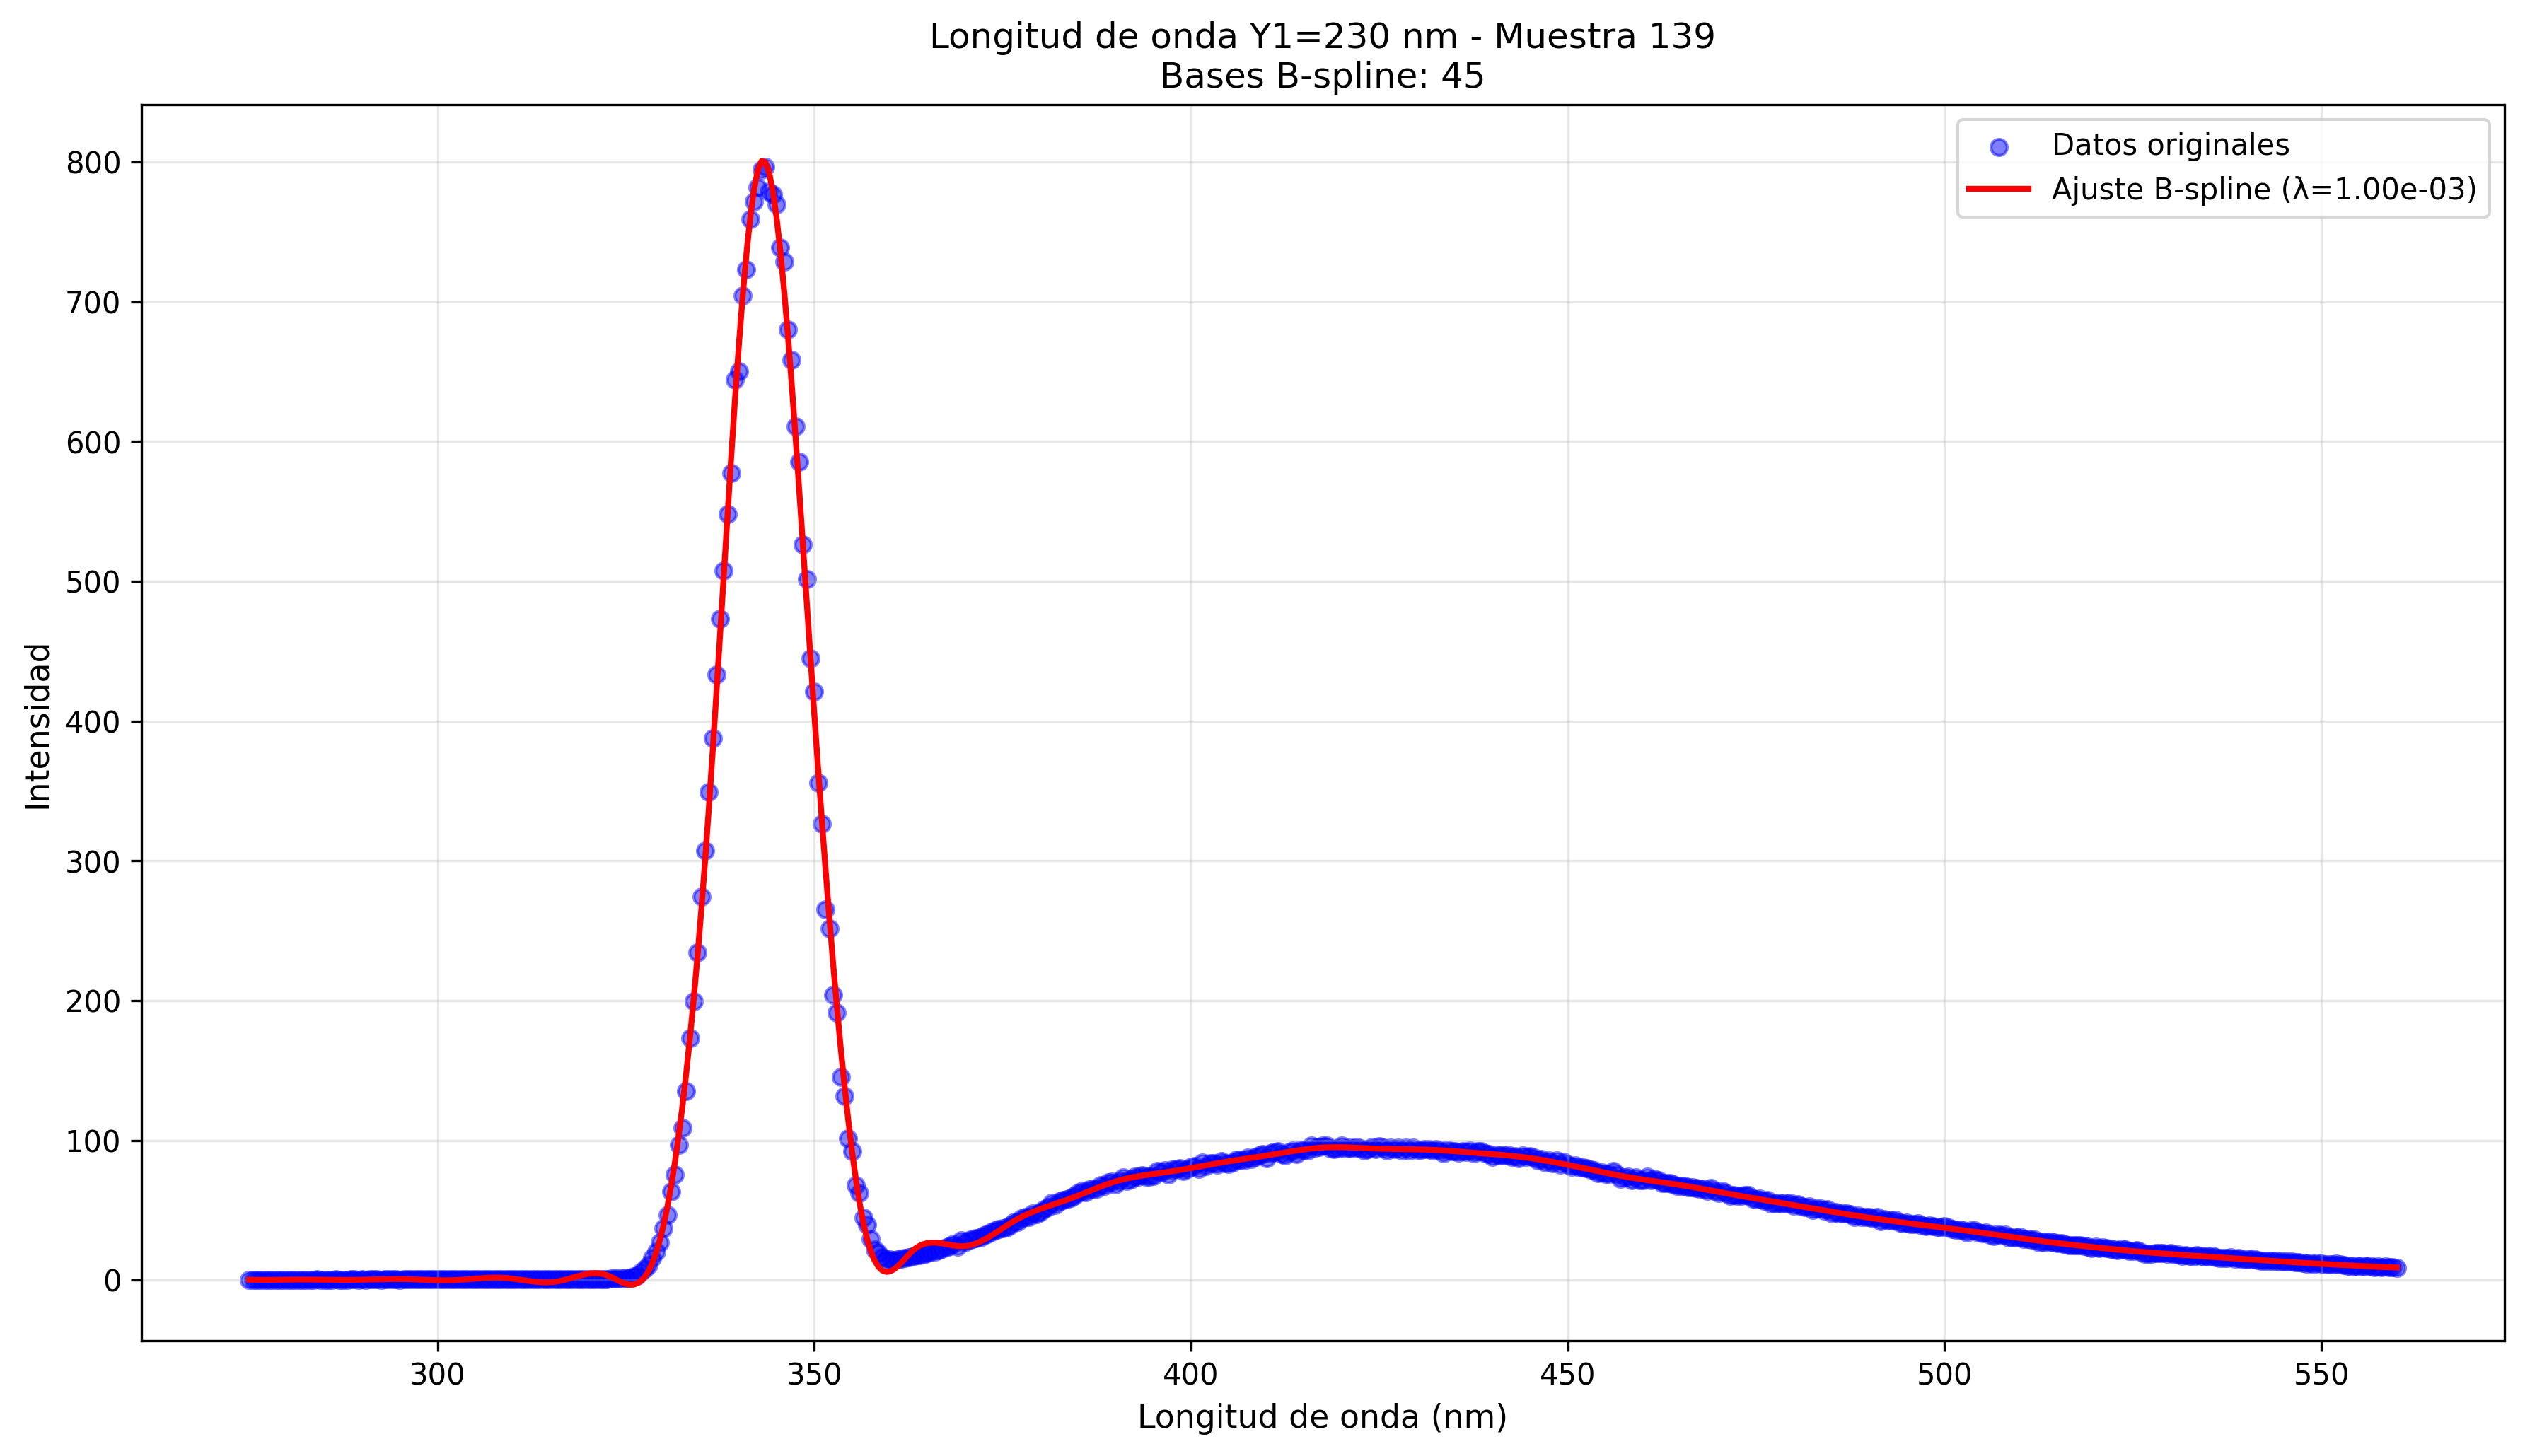 Longitud de onda Y1=230 nm - Muestra 139
Bases B-spline: 45
Datos originales
Ajuste B-spline (λ=1.00e-03)
Intensidad
800
700
600
500
400
300
200
100
0
300
350
400
450
500
550
Longitud de onda (nm)